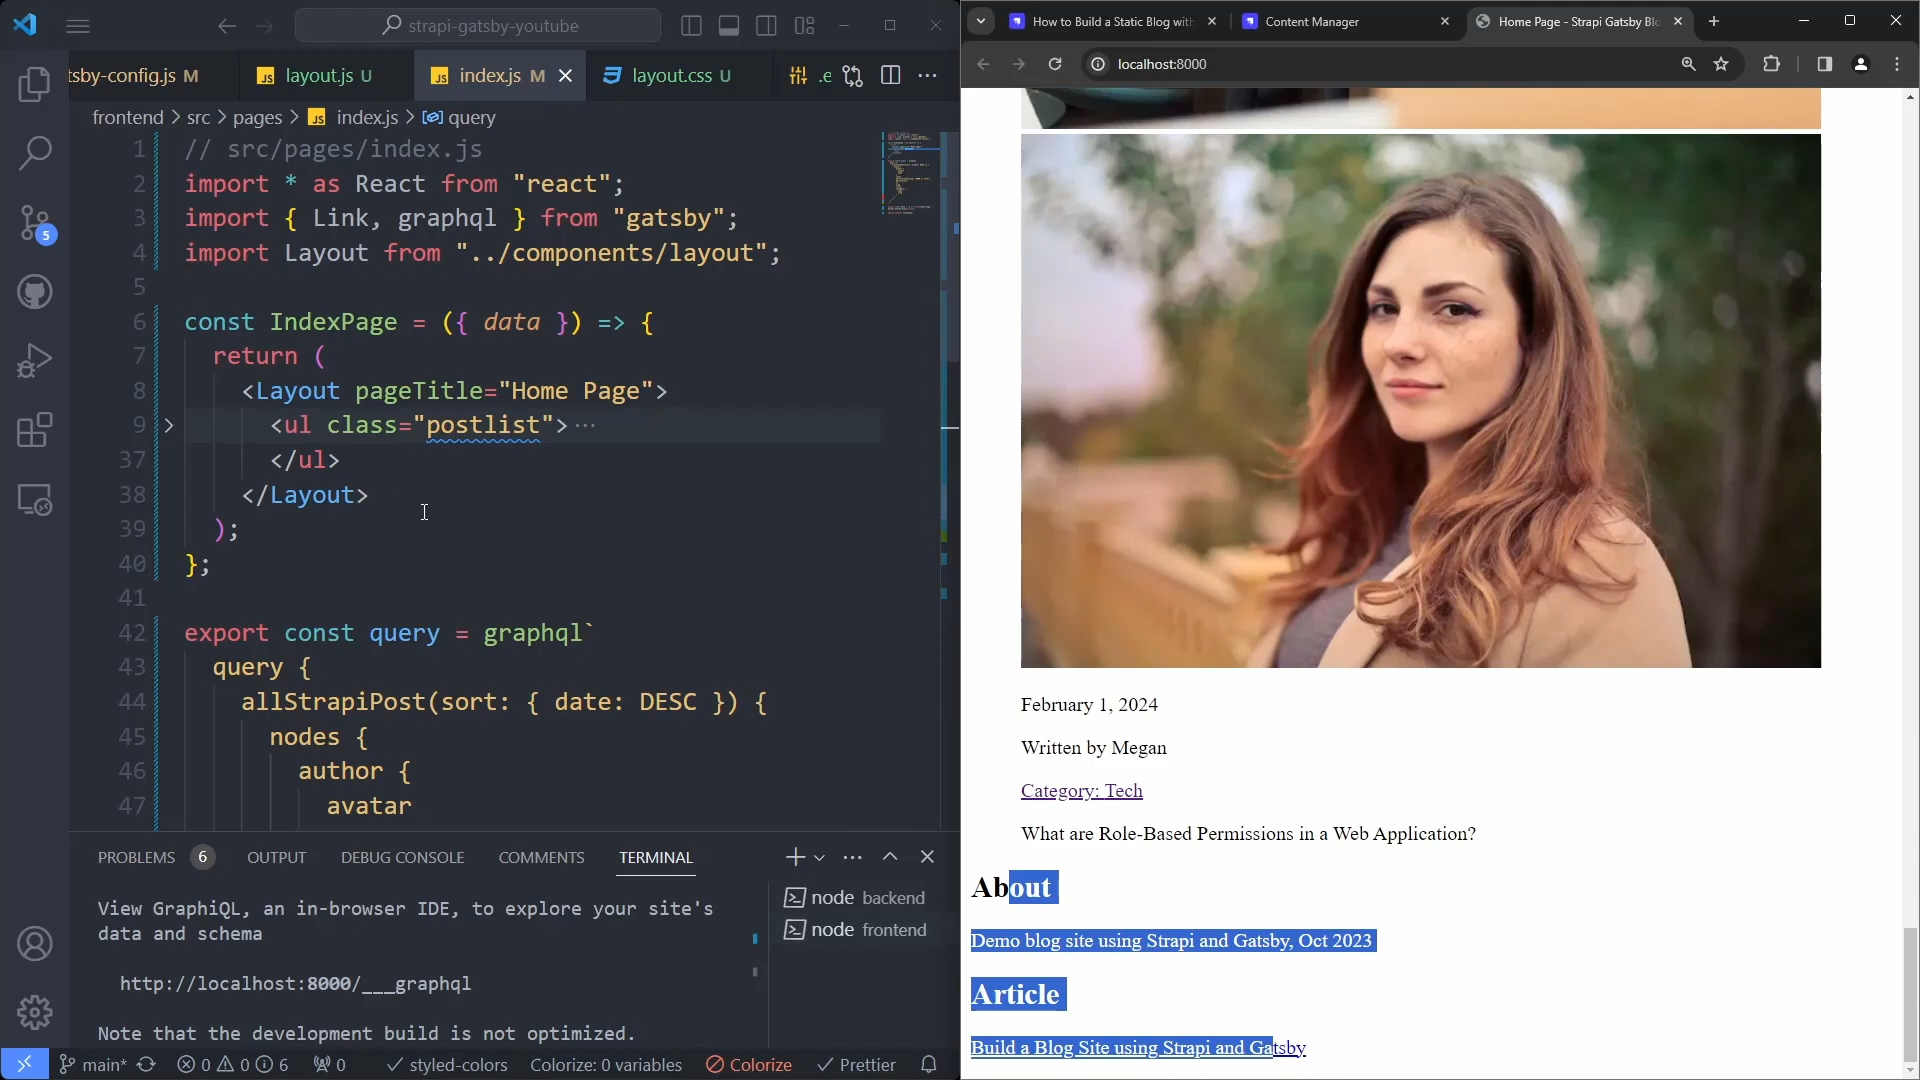 strapi-gatsby-youtube
tsby-config.js M
layout.js U
index.js M
layout.css U
.e
frontend > src > pages > JS index.js > query
1 // src/pages/index.js
2 import * as React from "react";
3 import { Link, graphql } from "gatsby";
4 import Layout from "../components/layout";
5
6 const IndexPage = ({ data }) => {
7 return (
8 <Layout pageTitle="Home Page">
9 <ul class="postlist"> ···
37 </ul>
38 </Layout>
39 );
40 };
41
42 export const query = graphql`
43 query {
44 allStrapiPost(sort: { date: DESC }) {
45 nodes {
46 author {
47 avatar
5
PROBLEMS 6 OUTPUT DEBUG CONSOLE COMMENTS TERMINAL
View GraphiQL, an in-browser IDE, to explore your site's
data and schema
http://localhost:8000/___graphql
Note that the development build is not optimized.
node backend
node frontend
main* 0 0 6 0 styled-colors Colorize: 0 variables Colorize Prettier
How to Build a Static Blog with
Content Manager
Home Page - Strapi Gatsby Blo
localhost:8000
February 1, 2024
Written by Megan
Category: Tech
What are Role-Based Permissions in a Web Application?
About
Demo blog site using Strapi and Gatsby, Oct 2023
Article
Build a Blog Site using Strapi and Gatsby